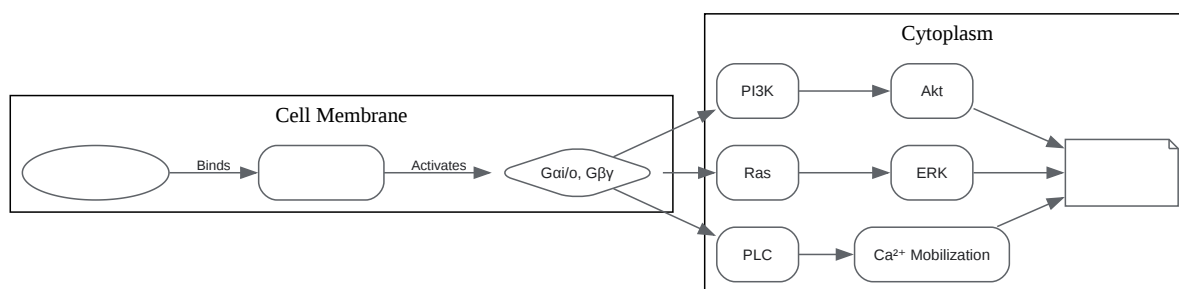 Cytoplasm
Cell Membrane
PI3K
Akt
Binds
Activates
Gαi/o, Gβγ
Ras
ERK
PLC
Ca²⁺ Mobilization